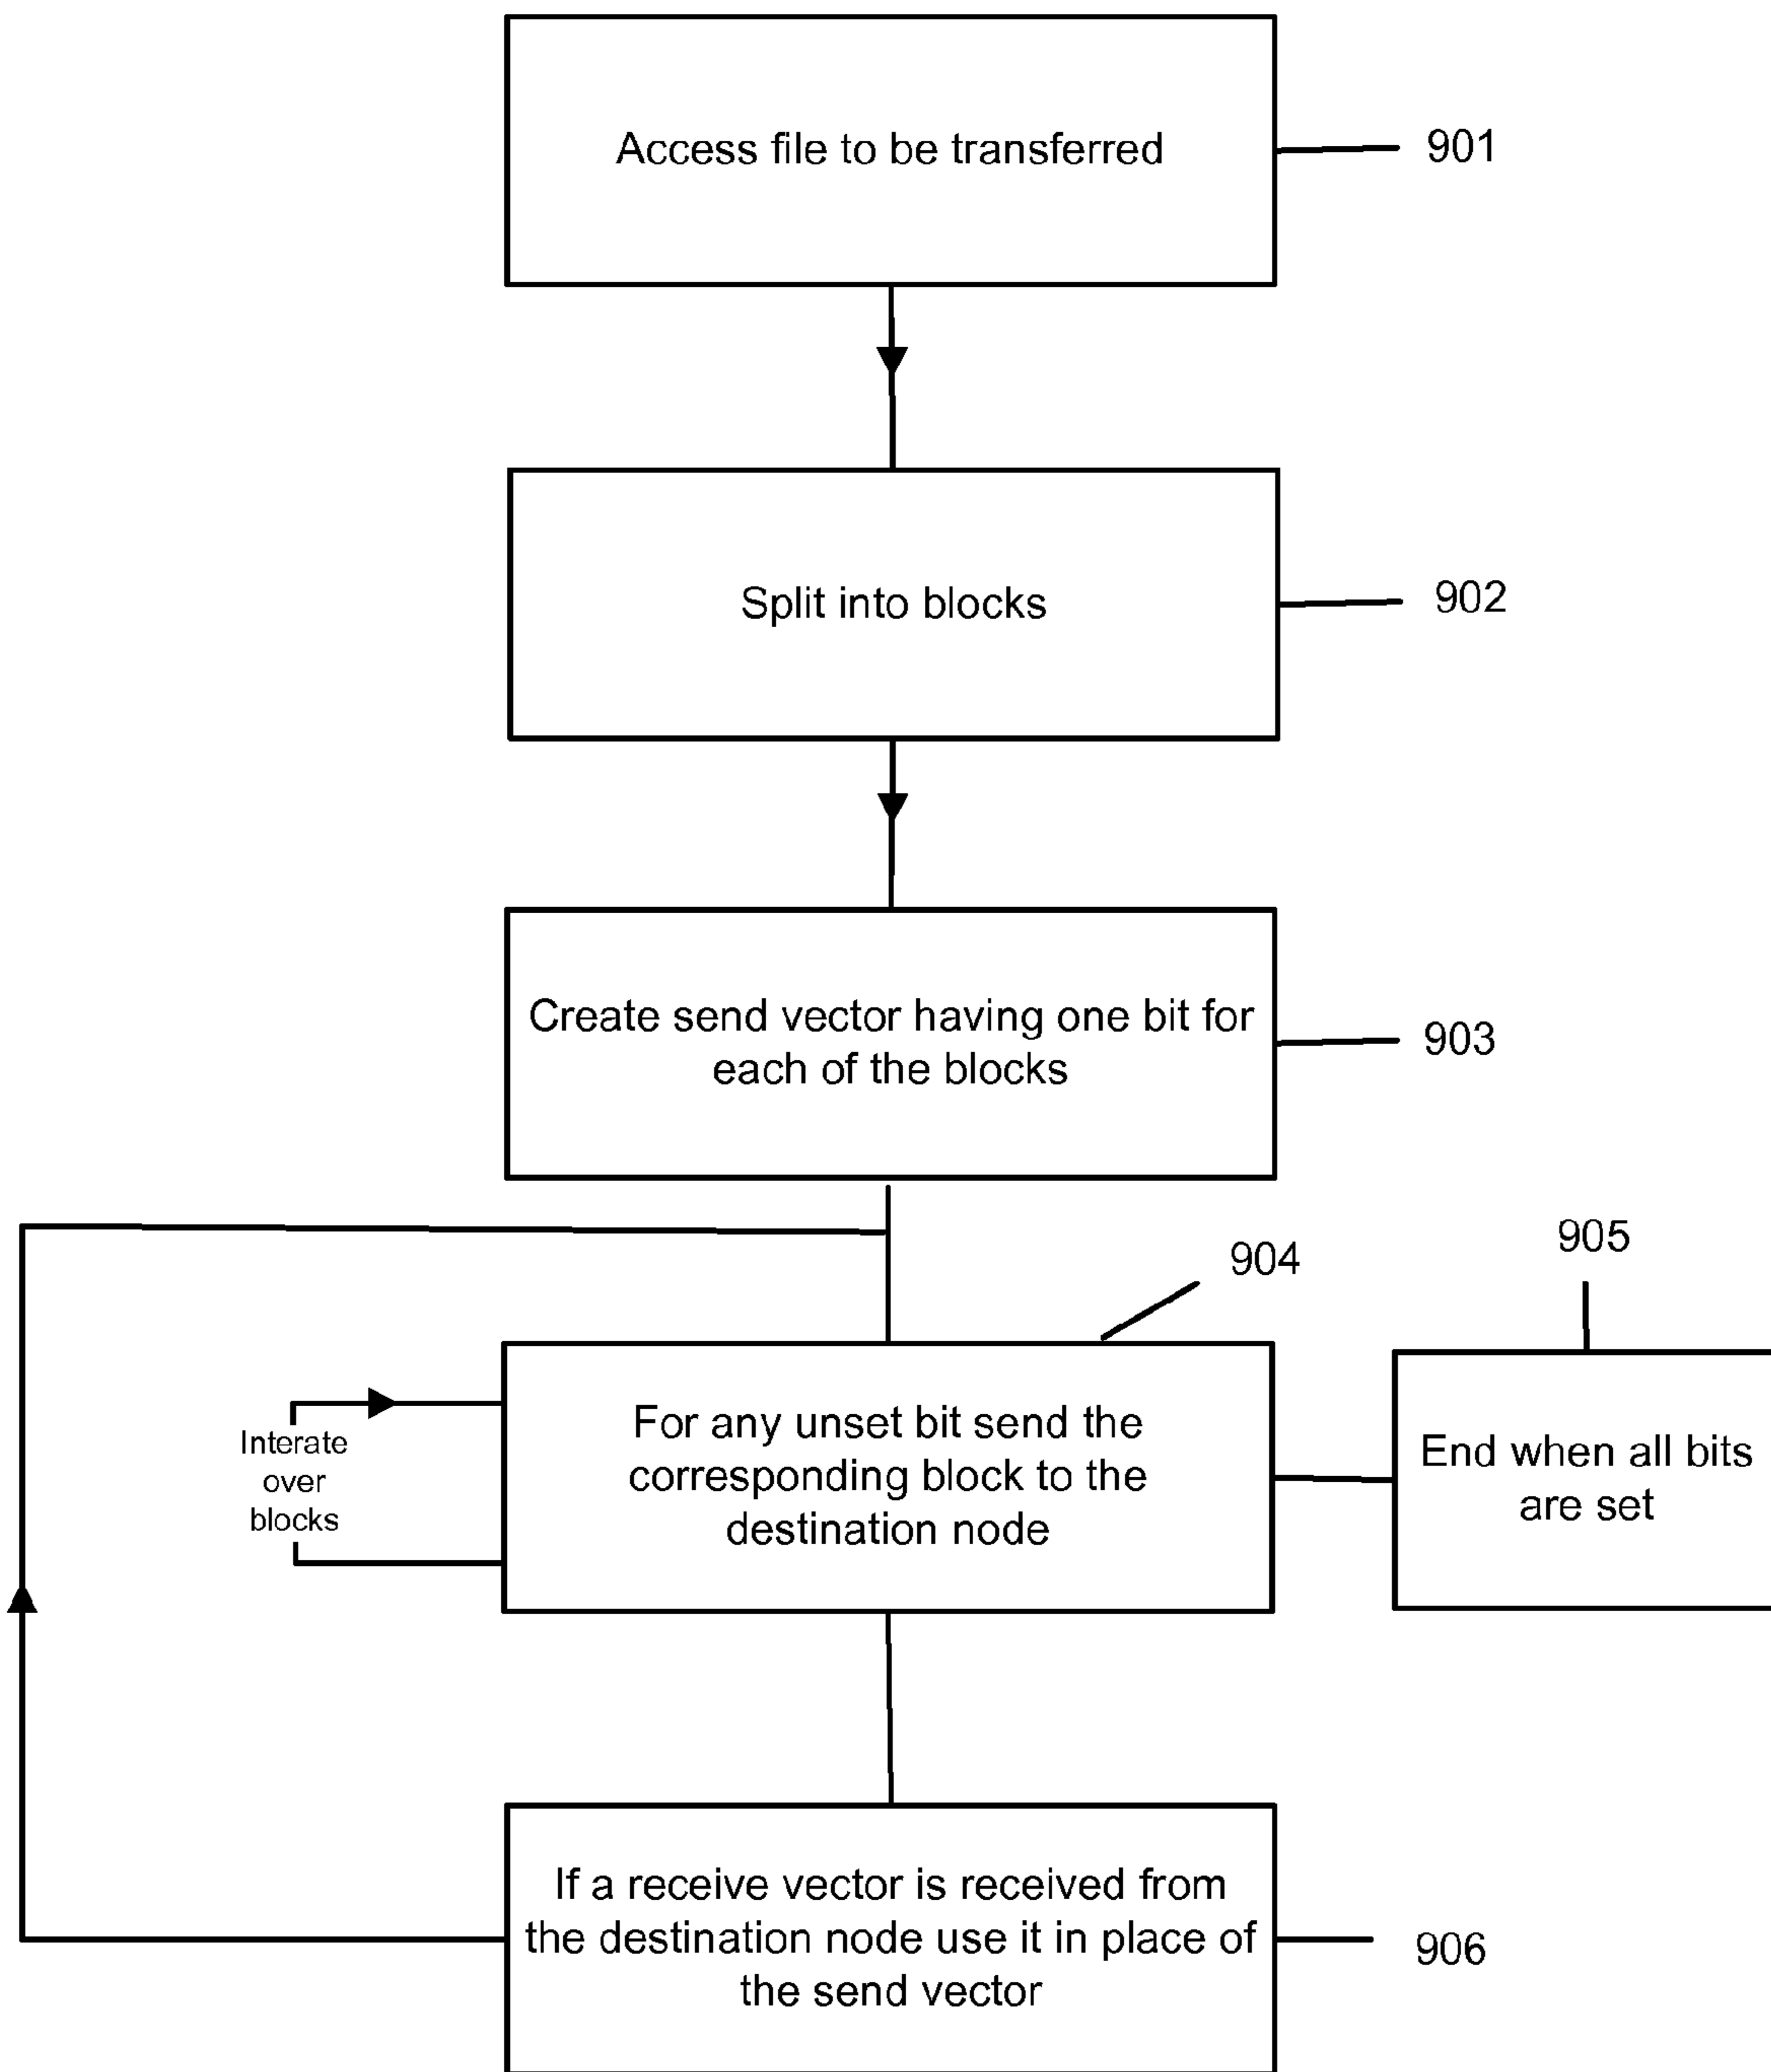 Access file to be transferred
901
Split into blocks
902
Create send vector having one bit for
each of the blocks
903
904
905
Interate
over
blocks
For any unset bit send the
corresponding block to the
destination node
End when all bits
are set
If a receive vector is received from
the destination node use it in place of
the send vector
906